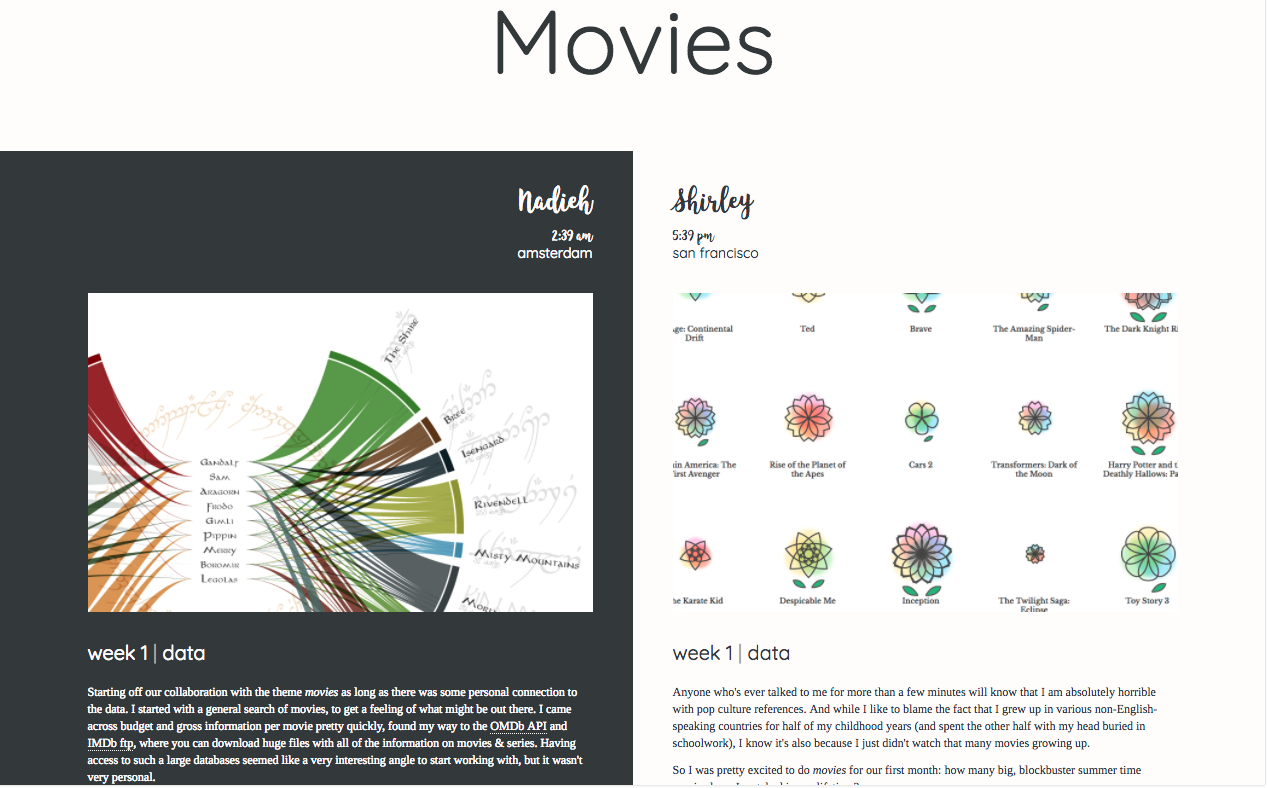 Movies
Nadieh
2:39 am
amsterdam
The Shire
Bree
Isengard
Rivendell
Misty Mountains
Gandalf
Sam
Aragorn
Frodo
Gimli
Pippin
Merry
Boromir
Legolas
week 1 | data
Starting off our collaboration with the theme movies as long as there was some personal connection to
the data. I started with a general search of movies, to get a feeling of what might be out there. I came
across budget and gross information per movie pretty quickly, found my way to the OMDb API and
IMDb ftp, where you can download huge files with all of the information on movies & series. Having
access to such a large databases seemed like a very interesting angle to start working with, but it wasn't
very personal.
Shirley
5:39 pm
san francisco
ge: Continental
Drift
Ted
Brave
The Amazing Spider-
Man
The Dark Knight Ri
in America: The
irst Avenger
Rise of the Planet of
the Apes
Cars 2
Transformers: Dark of
the Moon
Harry Potter and t
Deathly Hallows: Pa
he Karate Kid
Despicable Me
Inception
The Twilight Saga:
Eclipse
Toy Story 3
week 1 | data
Anyone who's ever talked to me for more than a few minutes will know that I am absolutely horrible
with pop culture references. And while I like to blame the fact that I grew up in various non-English-
speaking countries for half of my childhood years (and spent the other half with my head buried in
schoolwork), I know it's also because I just didn't watch that many movies growing up.
So I was pretty excited to do movies for our first month: how many big, blockbuster summer time